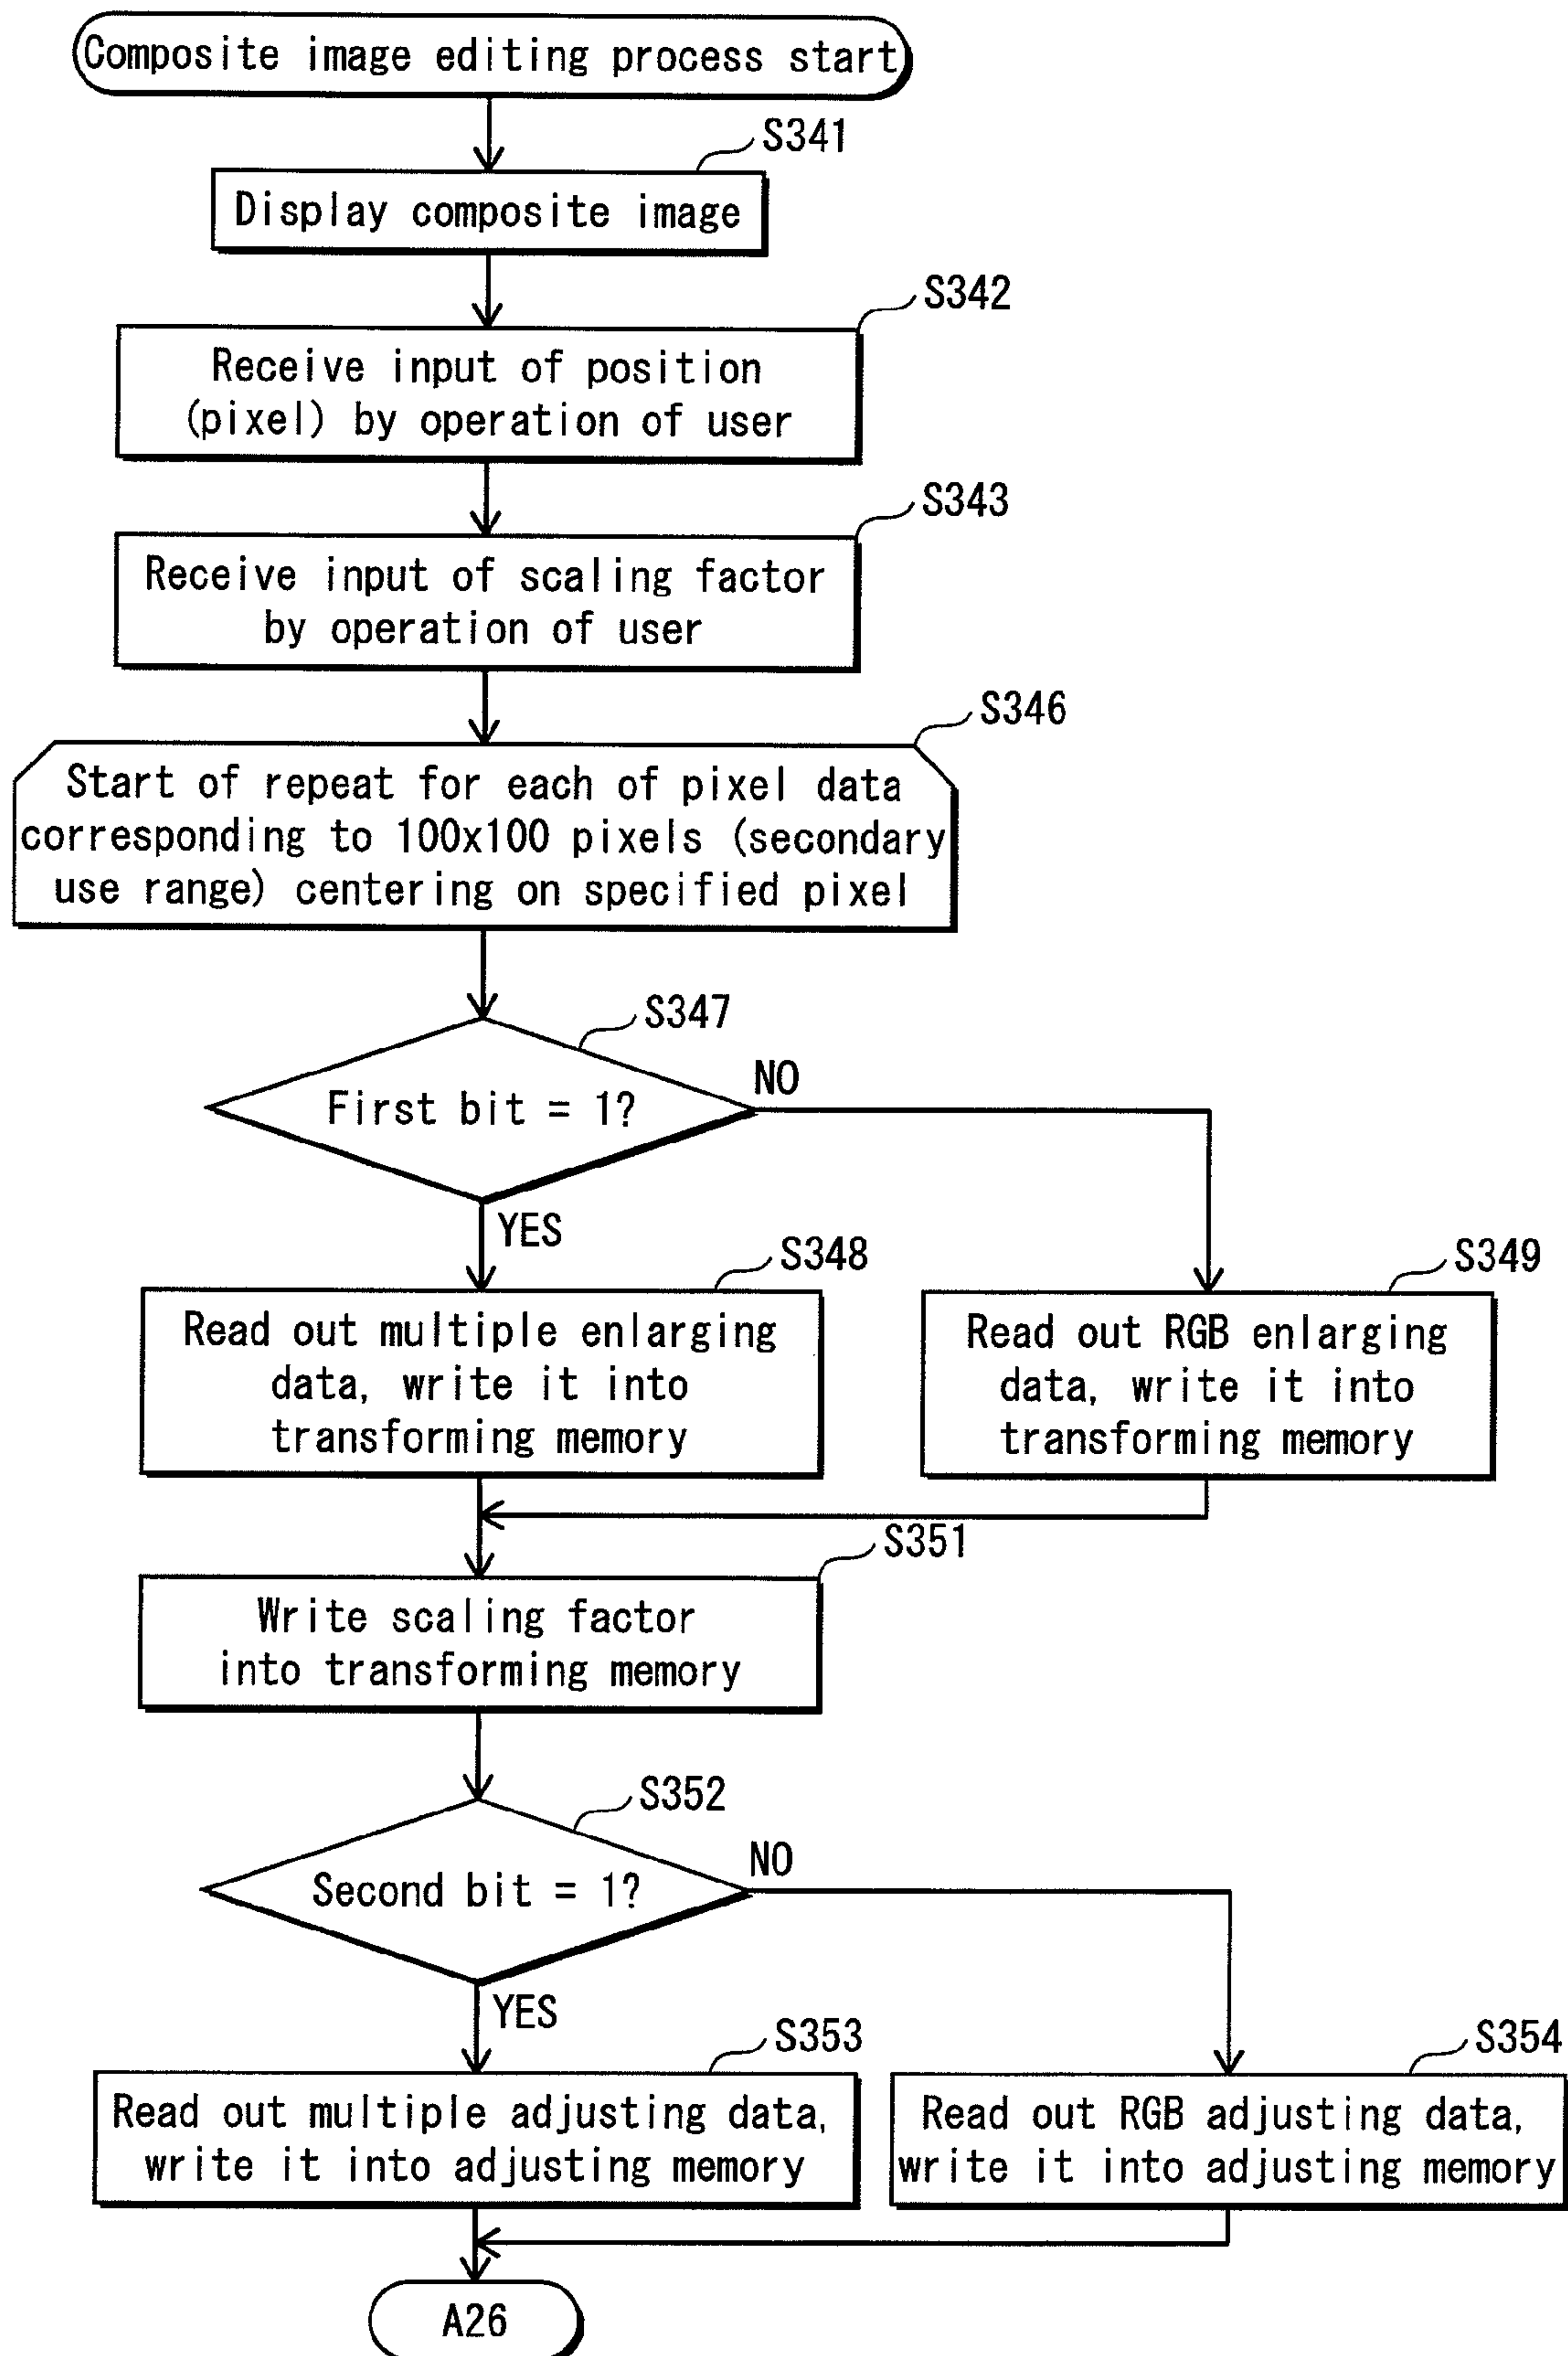 Composite image editing process start
S341
Display composite image
S342
Receive input of position
(pixel) by operation of user
S343
Receive input of scaling factor
by operation of user
S346
Start of repeat for each of pixel data
corresponding to 100x100 pixels (secondary
use range) centering on specified pixel
S347
First bit = 1?
NO
YES
S348
Read out multiple enlarging
data, write it into
transforming memory
S349
Read out RGB enlarging
data, write it into
transforming memory
S351
Write scaling factor
into transforming memory
S352
Second bit = 1?
NO
YES
S353
Read out multiple adjusting data,
write it into adjusting memory
S354
Read out RGB adjusting data,
write it into adjusting memory
A26